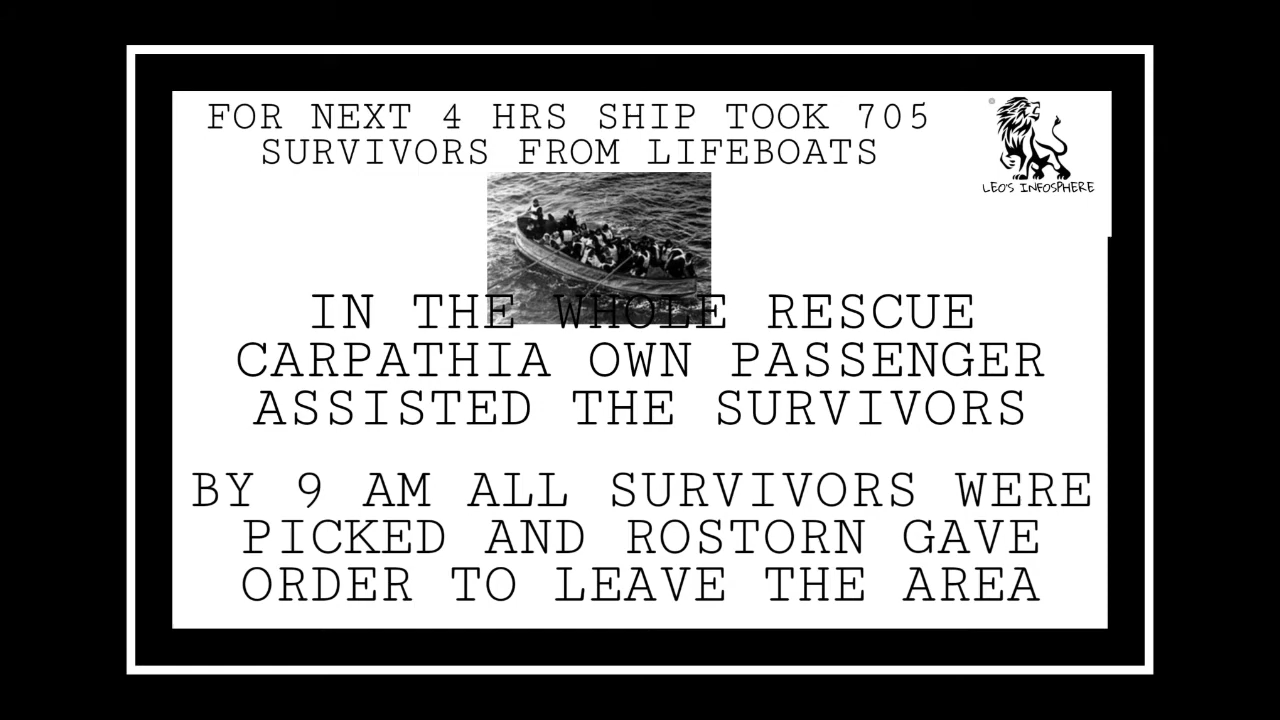 FOR NEXT 4 HRS SHIP TOOK 705
SURVIVORS FROM LIFEBOATS
LEO'S INFOSPHERE
IN THE WHOLE RESCUE
CARPATHIA OWN PASSENGER
ASSISTED THE SURVIVORS
BY 9 AM ALL SURVIVORS WERE
PICKED AND ROSTORN GAVE
ORDER TO LEAVE THE AREA